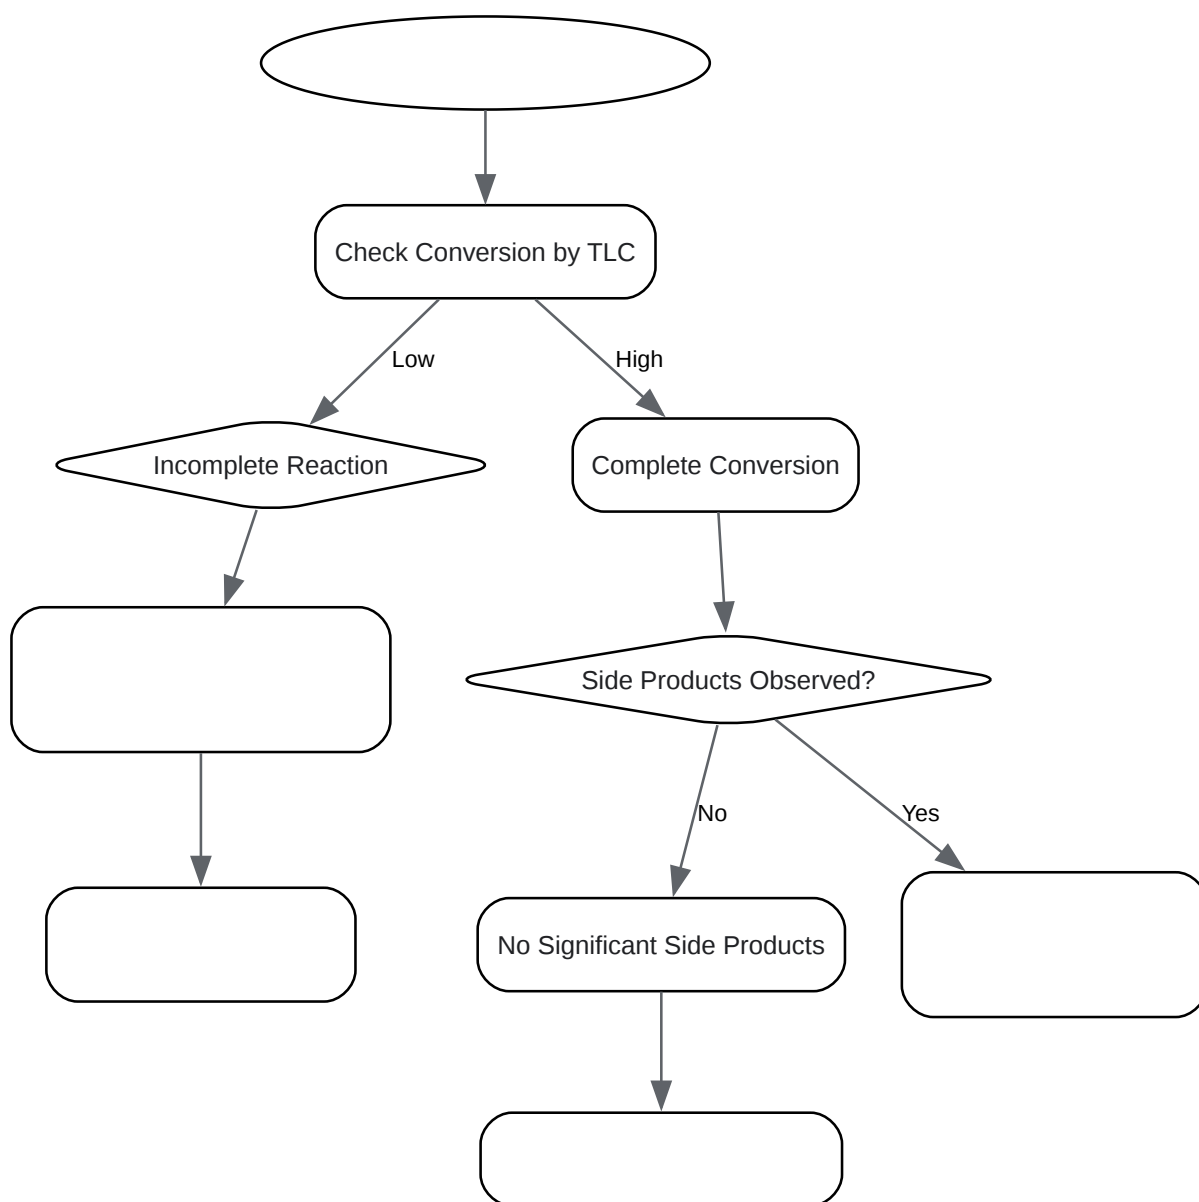 Check Conversion by TLC
Low
High
Incomplete Reaction
Complete Conversion
Side Products Observed?
No
Yes
No Significant Side Products